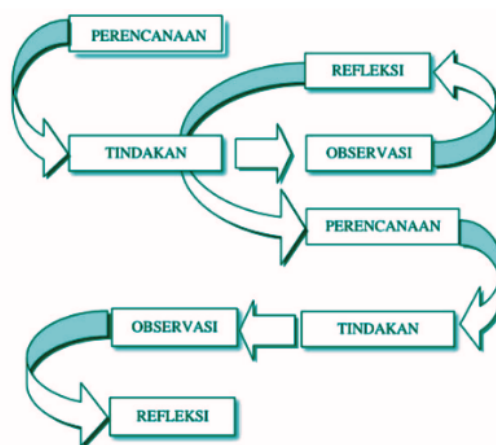 PERENCANAAN
REFLEKSI
TINDAKAN
OBSERVASI
PERENCANAAN
OBSERVASI
TINDAKAN
REFLEKSI